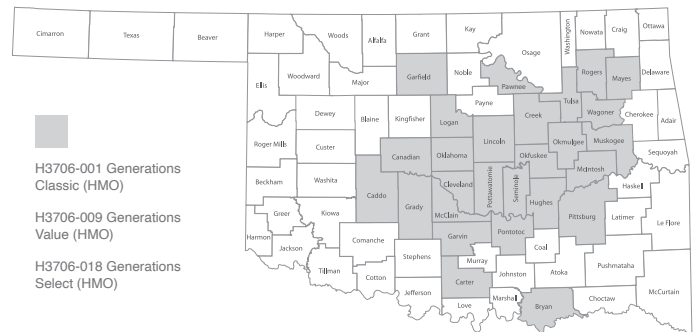 Cimarron
Texas
Beaver
Harper
Woods
Alfalfa
Grant
Kay
Osage
Washington
Nowata
Craig
Ottawa
Ellis
Woodward
Major
Garfield
Noble
Pawnee
Rogers
Mayes
Delaware
Dewey
Blaine
Kingfisher
Logan
Payne
Creek
Tulsa
Wagoner
Cherokee
Adair
Roger Mills
Custer
Canadian
Oklahoma
Lincoln
Okfuskee
Okmulgee
Muskogee
Sequoyah
Beckham
Washita
Caddo
Grady
Cleveland
Pottawatomie
Seminole
Hughes
McIntosh
Haskell
Greer
Kiowa
McClain
Pittsburg
Latimer
Le Flore
Harmon
Jackson
Comanche
Garvin
Pontotoc
Coal
Tillman
Cotton
Stephens
Murray
Johnston
Atoka
Pushmataha
McCurtain
Jefferson
Carter
Love
Marshall
Bryan
Choctaw
H3706-001 Generations
Classic (HMO)
H3706-009 Generations
Value (HMO)
H3706-018 Generations
Select (HMO)